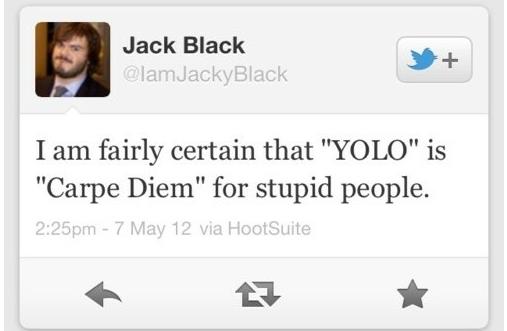 Jack Black
@IamJackyBlack
+
I am fairly certain that "YOLO" is
"Carpe Diem" for stupid people.
2:25pm - 7 May 12 via HootSuite